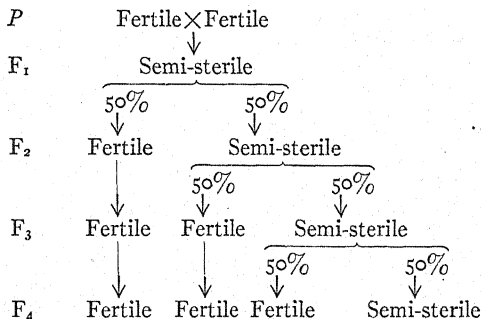 P Fertile×Fertile
F₁ Semi-sterile
50% 50%
F₂ Fertile Semi-sterile
50% 50%
F₃ Fertile Fertile Semi-sterile
50% 50%
F₄ Fertile Fertile Fertile Semi-sterile